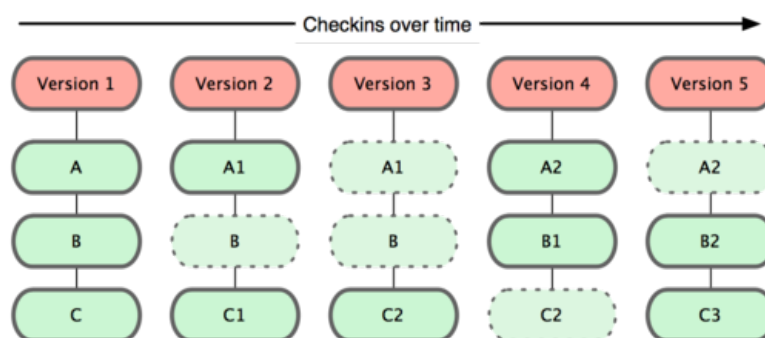 Checkins over time
Version 1 Version 2 Version 3 Version 4 Version 5
A A1 A1 A2 A2
B B B B1 B2
C C1 C2 C2 C3